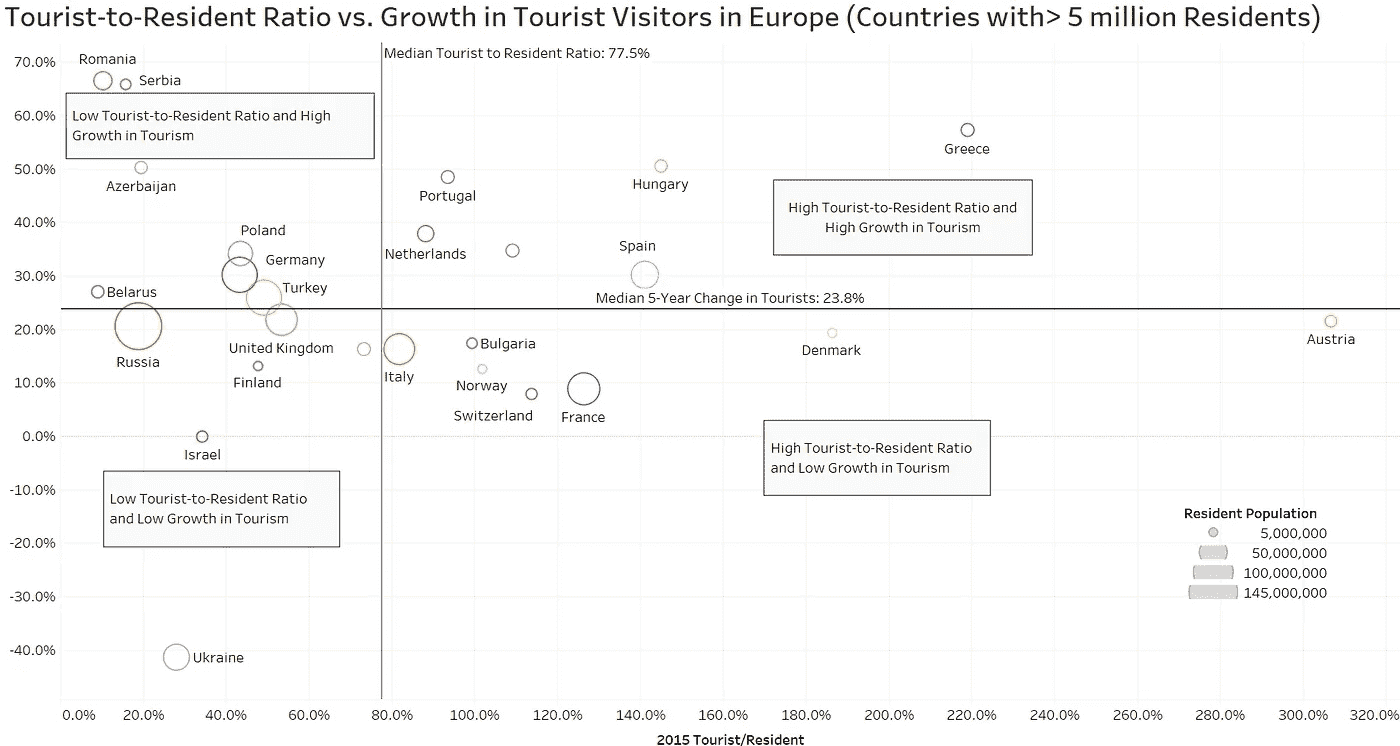 Tourist-to-Resident Ratio vs. Growth in Tourist Visitors in Europe (Countries with> 5 million Residents)
Median Tourist to Resident Ratio: 77.5%
70.0%
60.0%
50.0%
40.0%
30.0%
20.0%
10.0%
0.0%
-10.0%
-20.0%
-30.0%
-40.0%
Romania
Serbia
Low Tourist-to-Resident Ratio and High
Growth in Tourism
Azerbaijan
Greece
Hungary
Portugal
High Tourist-to-Resident Ratio and
High Growth in Tourism
Poland
Netherlands
Spain
Germany
Turkey
Belarus
Median 5-Year Change in Tourists: 23.8%
Russia
United Kingdom
Finland
Italy
Bulgaria
Norway
Switzerland
France
Denmark
Austria
Israel
High Tourist-to-Resident Ratio
and Low Growth in Tourism
Low Tourist-to-Resident Ratio
and Low Growth in Tourism
Resident Population
5,000,000
50,000,000
100,000,000
145,000,000
Ukraine
0.0%
20.0%
40.0%
60.0%
80.0%
100.0%
120.0%
140.0%
160.0%
180.0%
200.0%
220.0%
240.0%
260.0%
280.0%
300.0%
320.0%
2015 Tourist/Resident